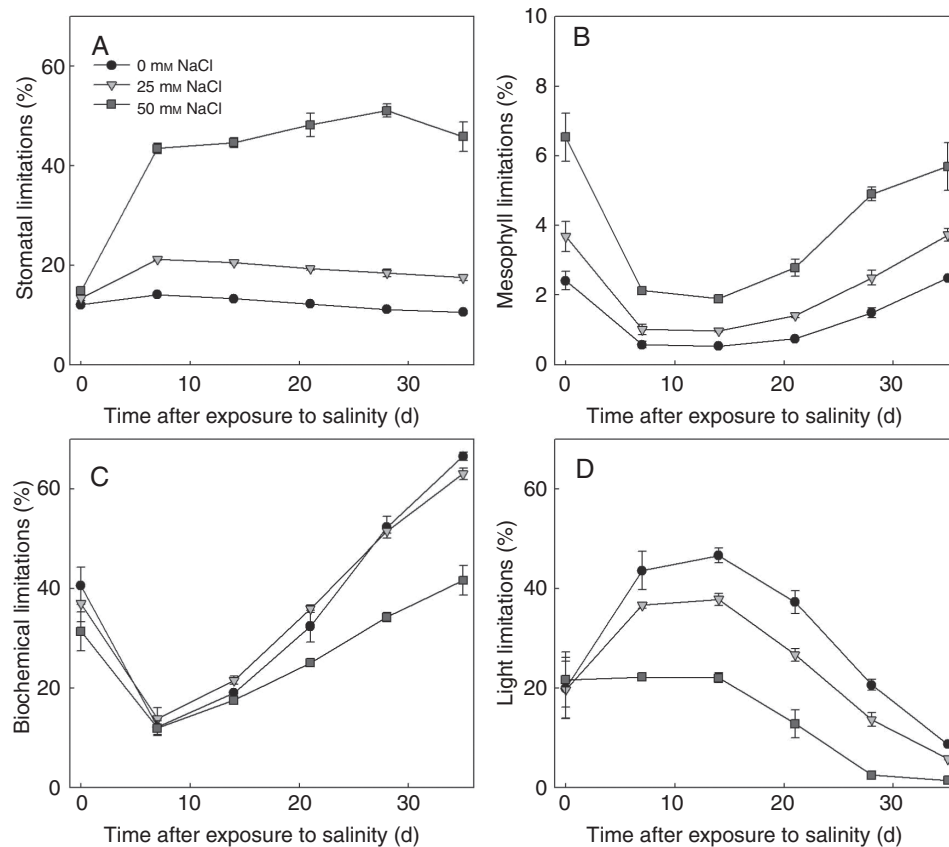 A
0 mM NaCl
25 mM NaCl
50 mM NaCl
Stomatal limitations (%)
60
40
20
0
0 10 20 30
Time after exposure to salinity (d)
B
Mesophyll limitations (%)
10
8
6
4
2
0
0 10 20 30
Time after exposure to salinity (d)
C
Biochemical limitations (%)
60
40
20
0
0 10 20 30
Time after exposure to salinity (d)
D
Light limitations (%)
60
40
20
0
0 10 20 30
Time after exposure to salinity (d)